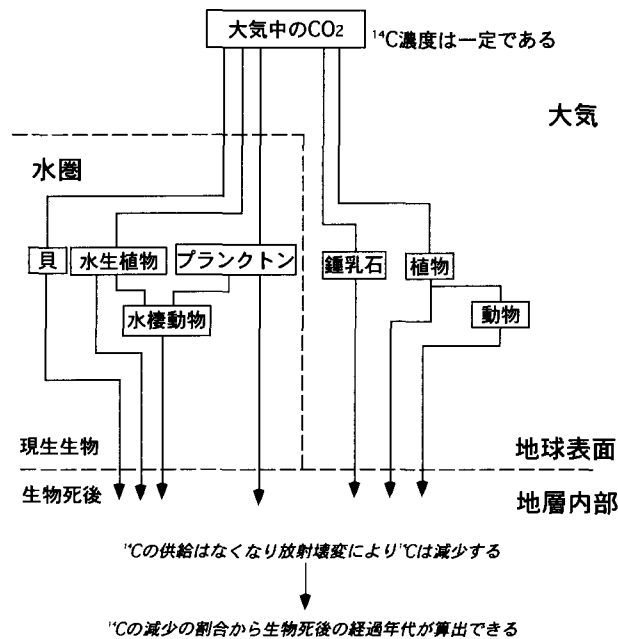 大気中のCO₂
¹⁴C濃度は一定である
大気
水圏
貝
水生植物
プランクトン
鍾乳石
植物
水棲動物
動物
現生生物
地球表面
生物死後
地層内部
¹⁴Cの供給はなくなり放射壊変により¹⁴Cは減少する
¹⁴Cの減少の割合から生物死後の経過年代が算出できる